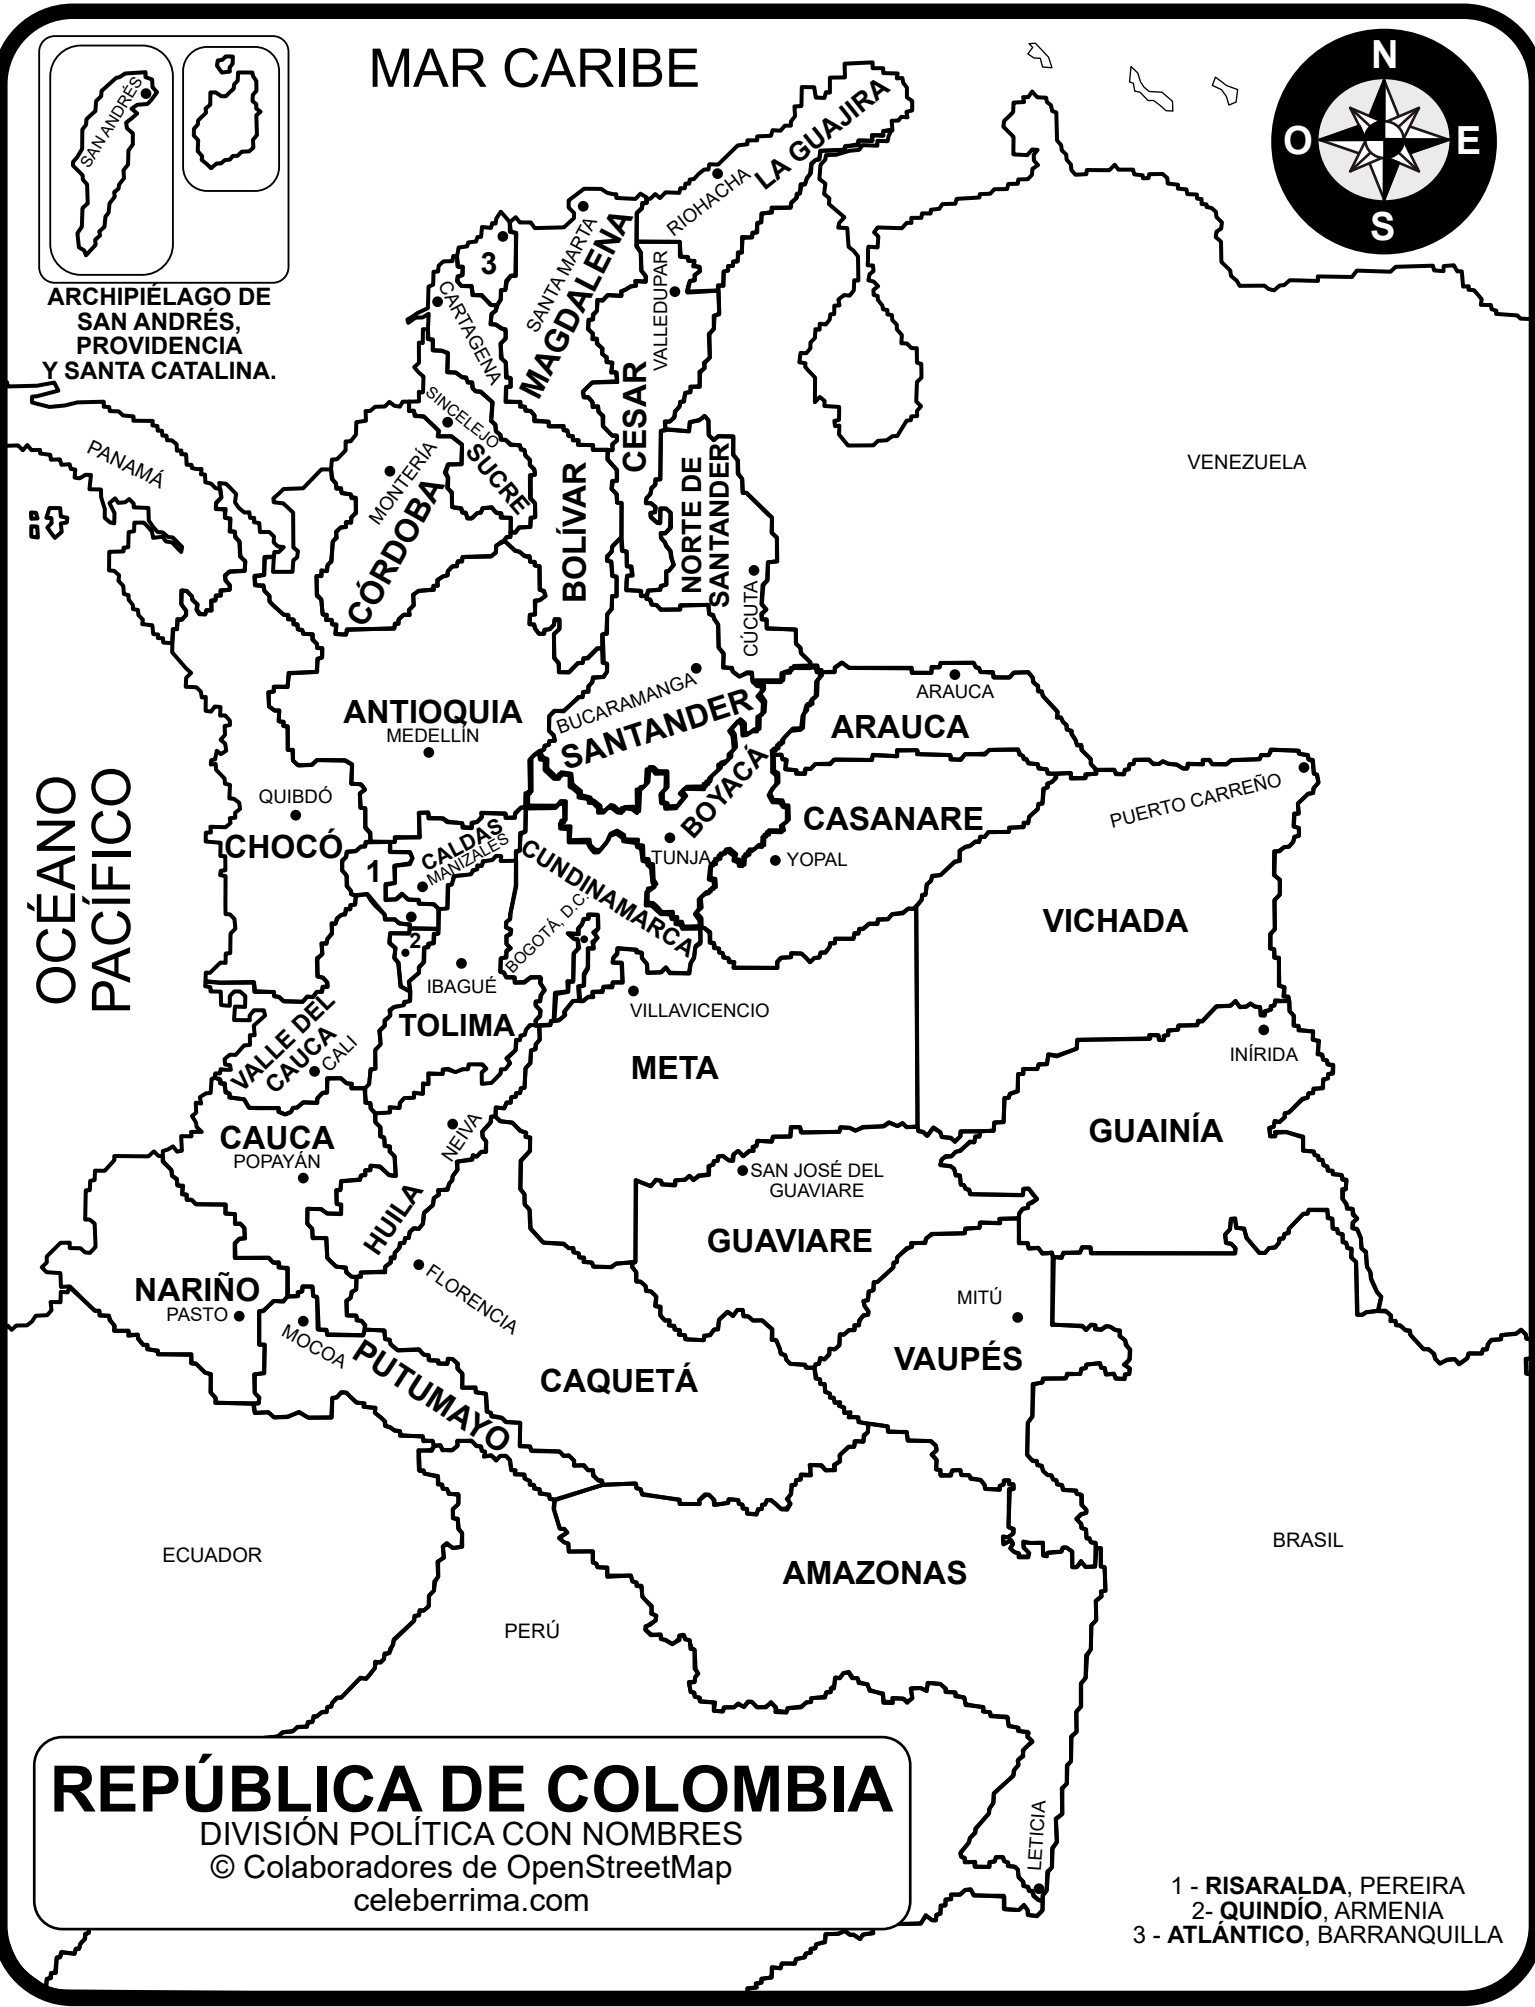 MAR CARIBE
N
O
E
S
SAN ANDRÉS
ARCHIPIÉLAGO DE
SAN ANDRÉS,
PROVIDENCIA
Y SANTA CATALINA.
LA GUAJIRA
RIOHACHA
SANTA MARTA
MAGDALENA
3
CARTAGENA
VALLEDUPAR
CESAR
SINCELEJO
SUCRE
MONTERÍA
CÓRDOBA
BOLÍVAR
NORTE DE
SANTANDER
CÚCUTA
PANAMÁ
VENEZUELA
ANTIOQUIA
MEDELLÍN
BUCARAMANGA
SANTANDER
ARAUCA
ARAUCA
BOYACÁ
TUNJA
CASANARE
YOPAL
PUERTO CARREÑO
VICHADA
OCÉANO
PACÍFICO
QUIBDÓ
CHOCÓ
1
CALDAS
MANIZALES
CUNDINAMARCA
BOGOTÁ, D.C.
2
IBAGUÉ
TOLIMA
VILLAVICENCIO
META
VALLE DEL
CAUCA
CALI
INÍRIDA
GUAINÍA
CAUCA
POPAYÁN
NEIVA
HUILA
SAN JOSÉ DEL
GUAVIARE
GUAVIARE
NARIÑO
PASTO
MOCOA
PUTUMAYO
FLORENCIA
CAQUETÁ
MITÚ
VAUPÉS
ECUADOR
PERÚ
AMAZONAS
BRASIL
LETICIA
REPÚBLICA DE COLOMBIA
DIVISIÓN POLÍTICA CON NOMBRES
© Colaboradores de OpenStreetMap
celeberrima.com
1 - RISARALDA, PEREIRA
2- QUINDÍO, ARMENIA
3 - ATLÁNTICO, BARRANQUILLA